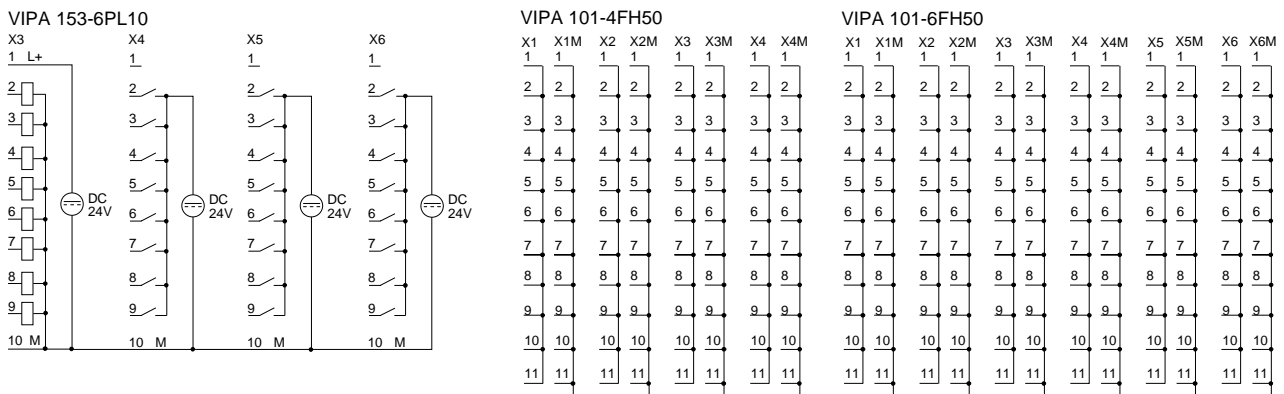 VIPA 153-6PL10 VIPA 101-4FH50 VIPA 101-6FH50
X3 X4 X5 X6 X1 X1M X2 X2M X3 X3M X4 X4M X1 X1M X2 X2M X3 X3M X4 X4M X5 X5M X6 X6M
1 L+ 1 1 1 1 1 1 1 1 1 1 1 1 1 1 1 1 1 1 1 1 1 1 1
2 2 2 2 2 2 2 2 2 2 2 2 2 2 2 2 2 2 2 2 2 2 2 2
3 3 3 3 3 3 3 3 3 3 3 3 3 3 3 3 3 3 3 3 3 3 3 3
4 4 4 4 4 4 4 4 4 4 4 4 4 4 4 4 4 4 4 4 4 4 4 4
5 DC 5 DC 5 DC 5 DC 5 5 5 5 5 5 5 5 5 5 5 5 5 5 5 5 5 5 5 5
6 24V 6 24V 6 24V 6 24V 6 6 6 6 6 6 6 6 6 6 6 6 6 6 6 6 6 6 6 6
7 7 7 7 7 7 7 7 7 7 7 7 7 7 7 7 7 7 7 7 7 7 7 7
8 8 8 8 8 8 8 8 8 8 8 8 8 8 8 8 8 8 8 8 8 8 8 8
9 9 9 9 9 9 9 9 9 9 9 9 9 9 9 9 9 9 9 9 9 9 9 9
10 M 10 M 10 M 10 M 10 10 10 10 10 10 10 10 10 10 10 10 10 10 10 10 10 10 10 10
11 11 11 11 11 11 11 11 11 11 11 11 11 11 11 11 11 11 11 11